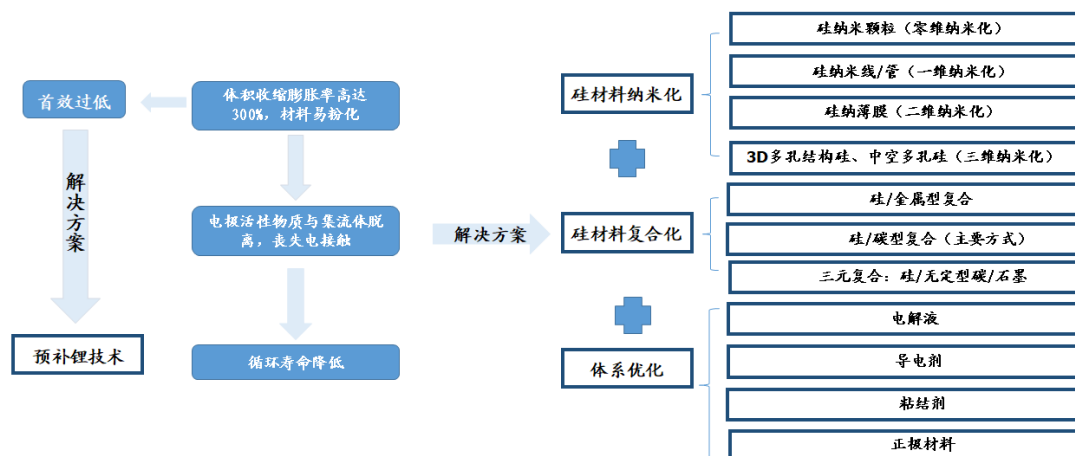 首效过低
体积收缩膨胀率高达
300%，材料易粉化
解决方案
电极活性物质与集流体脱
离，丧失电接触
预补锂技术
循环寿命降低
解决方案
硅材料纳米化
硅纳米颗粒（零维纳米化）
硅纳米线/管（一维纳米化）
硅纳薄膜（二维纳米化）
3D多孔结构硅、中空多孔硅（三维纳米化）
硅材料复合化
硅/金属型复合
硅/碳型复合（主要方式）
三元复合：硅/无定型碳/石墨
体系优化
电解液
导电剂
粘结剂
正极材料